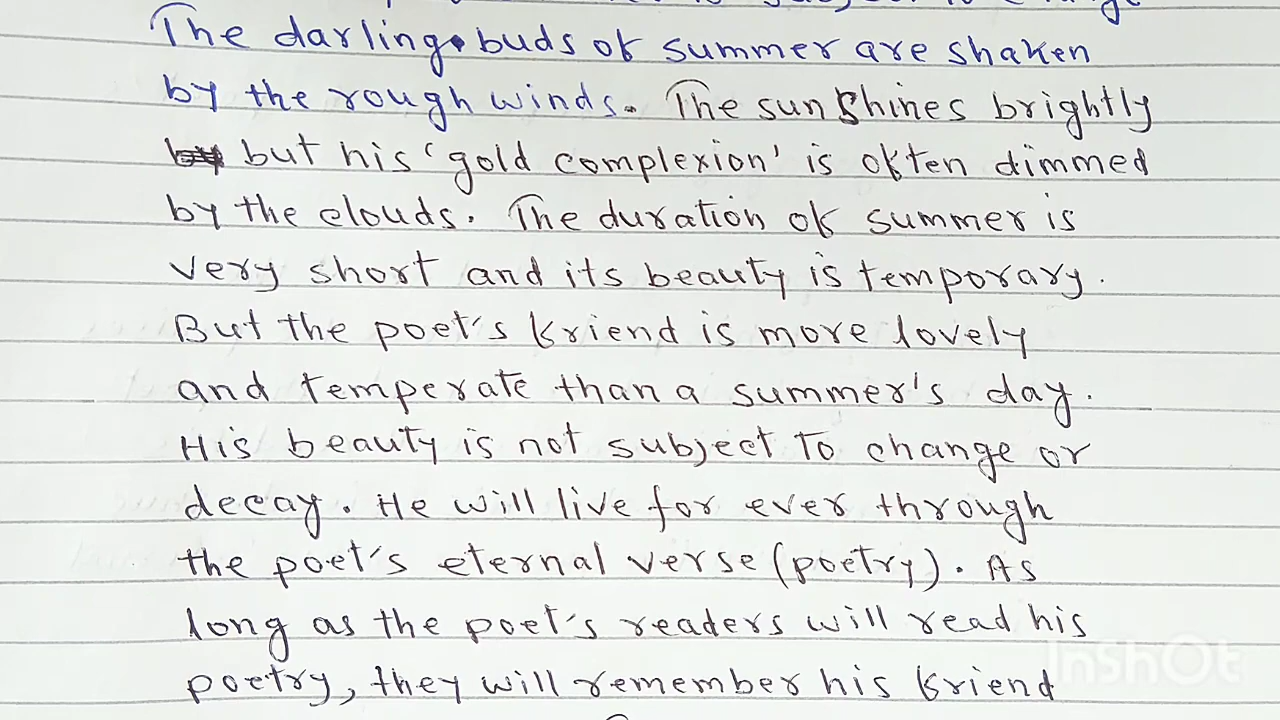 The darling buds of summer are shaken
by the rough winds. The sun shines brightly
but his 'gold complexion' is often dimmed
by the clouds. The duration of summer is
very short and its beauty is temporary.
But the poet's friend is more lovely
and temperate than a summer's day.
His beauty is not subject to change or
decay. He will live for ever through
the poet's eternal verse (poetry). As
long as the poet's readers will read his
poetry, they will remember his friend
InShOt